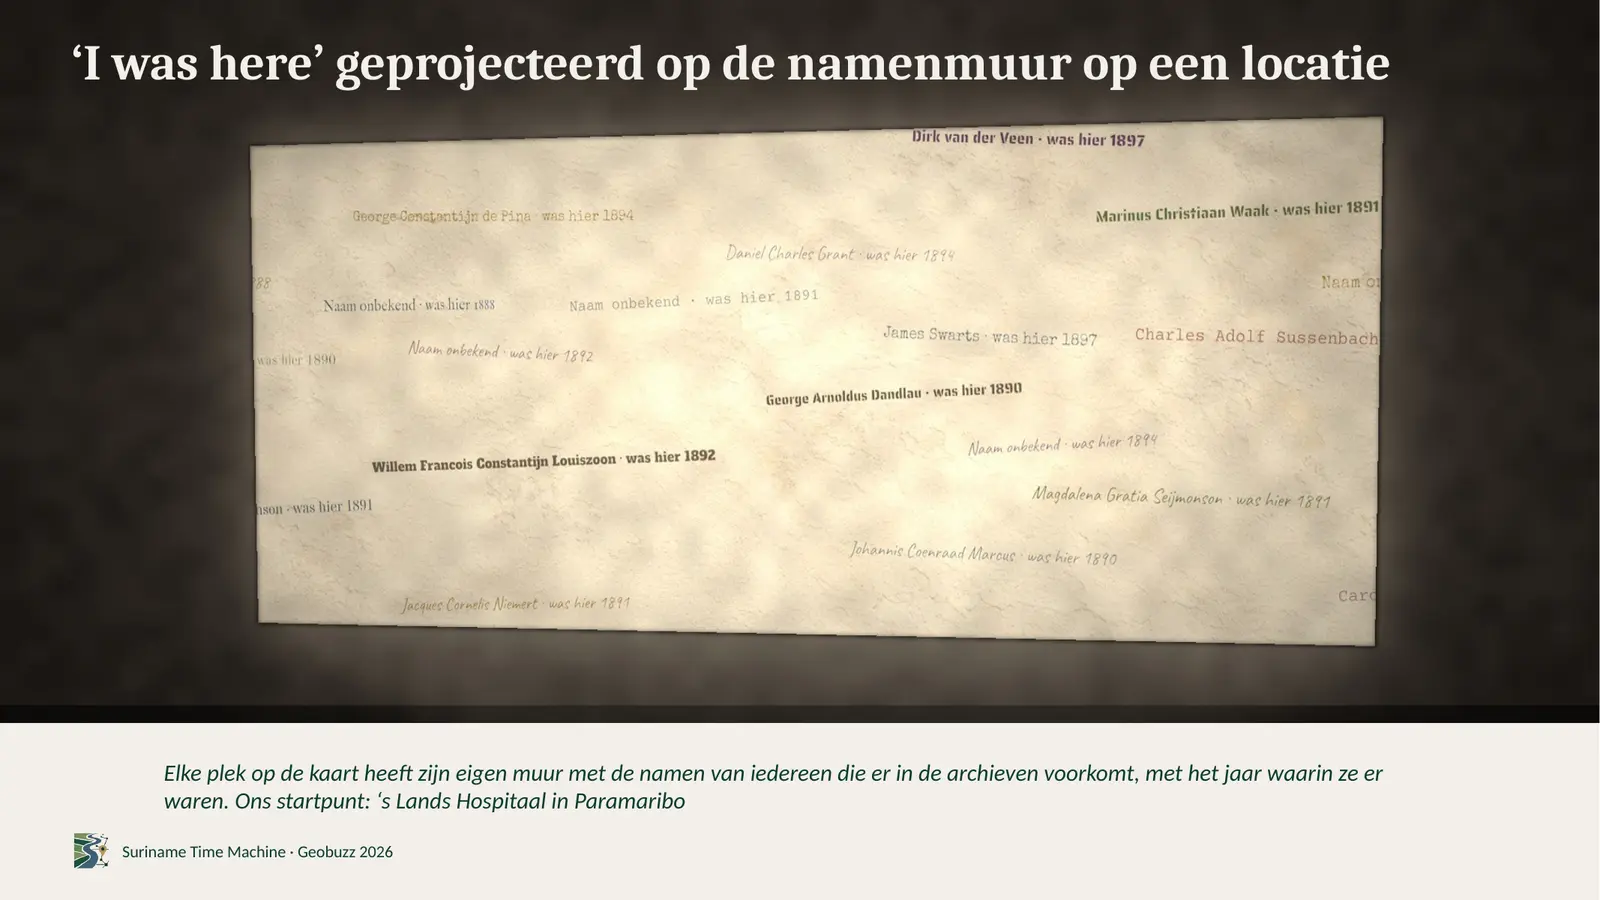 ‘I was here’ geprojecteerd op de namenmuur op een locatie
Dirk van der Veen · was hier 1897
George Constantijn de Pina · was hier 1894
Marinus Christiaan Waak · was hier 1891
Daniel Charles Grant · was hier 1894
88
Naam on
Naam onbekend · was hier 1888
Naam onbekend · was hier 1891
James Swarts · was hier 1897
Charles Adolf Sussenbach
was hier 1890
Naam onbekend · was hier 1892
George Arnoldus Dandlau · was hier 1890
Naam onbekend · was hier 1894
Willem Francois Constantijn Louiszoon · was hier 1892
Magdalena Gratia Seijmonson · was hier 1891
nson · was hier 1891
Johannis Coenraad Marcus · was hier 1890
Jacques Cornelis Niemert · was hier 1891
Caro
Elke plek op de kaart heeft zijn eigen muur met de namen van iedereen die er in de archieven voorkomt, met het jaar waarin ze er
waren. Ons startpunt: ‘s Lands Hospitaal in Paramaribo
Suriname Time Machine · Geobuzz 2026